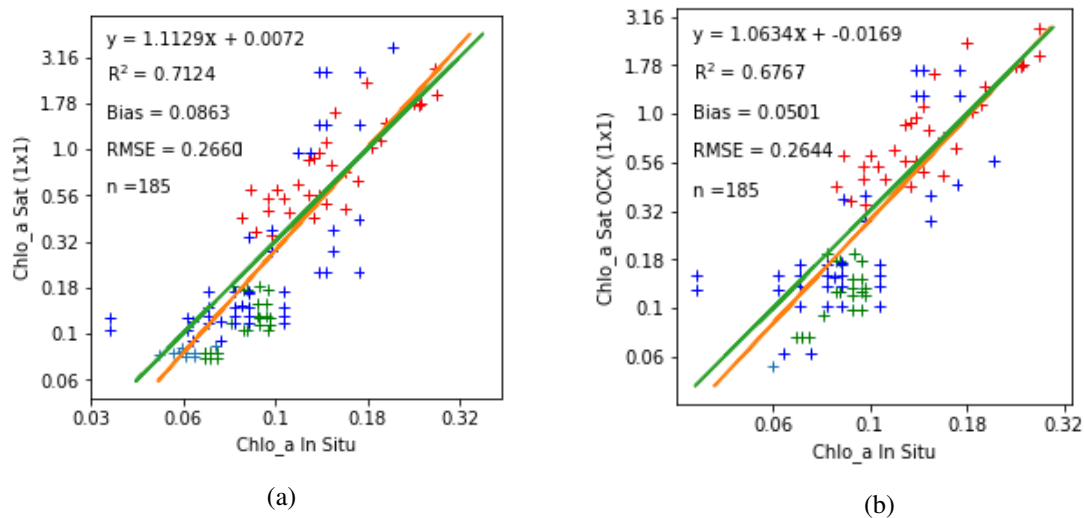 y = 1.1129x + 0.0072
R² = 0.7124
Bias = 0.0863
RMSE = 0.2660
n =185
3.16
1.78
1.0
0.56
0.32
0.18
0.1
0.06
Chlo_a Sat (1x1)
0.03
0.06
0.1
0.18
0.32
Chlo_a In Situ
(a)
y = 1.0634x + -0.0169
R² = 0.6767
Bias = 0.0501
RMSE = 0.2644
n =185
3.16
1.78
1.0
0.56
0.32
0.18
0.1
0.06
Chlo_a Sat OCX (1x1)
0.06
0.1
0.18
0.32
Chlo_a In Situ
(b)